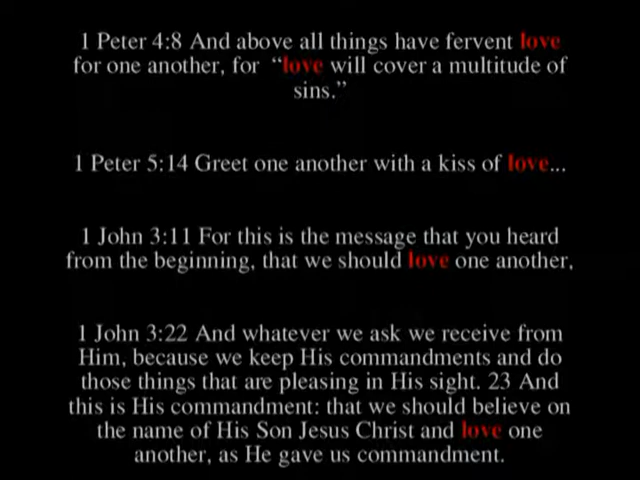 1 Peter 4:8 And above all things have fervent love
for one another, for “love will cover a multitude of
sins.”
1 Peter 5:14 Greet one another with a kiss of love...
1 John 3:11 For this is the message that you heard
from the beginning, that we should love one another,
1 John 3:22 And whatever we ask we receive from
Him, because we keep His commandments and do
those things that are pleasing in His sight. 23 And
this is His commandment: that we should believe on
the name of His Son Jesus Christ and love one
another, as He gave us commandment.